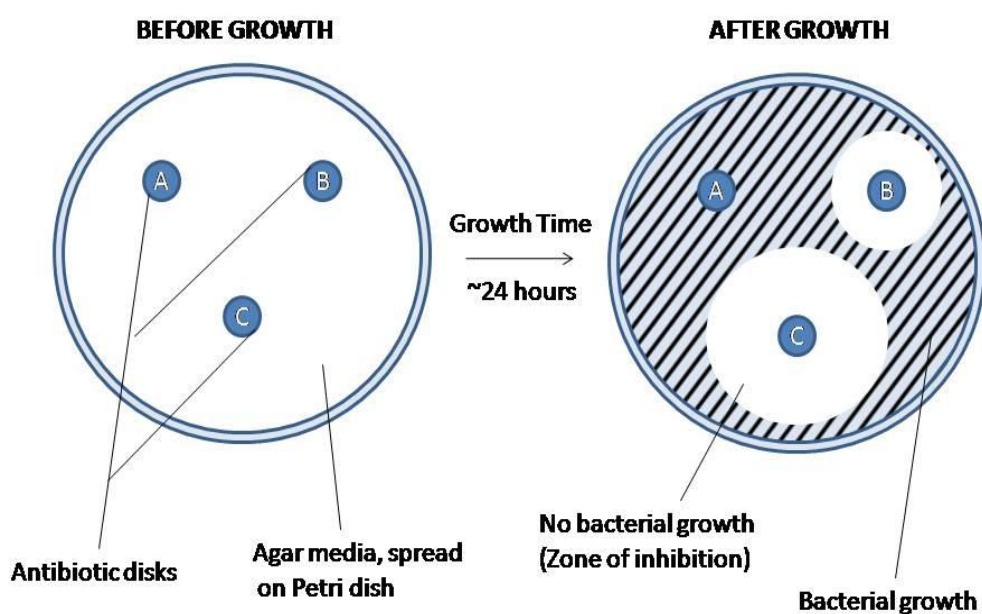 BEFORE GROWTH
A
B
C
Antibiotic disks
Agar media, spread
on Petri dish
Growth Time
~24 hours
AFTER GROWTH
A
B
C
No bacterial growth
(Zone of inhibition)
Bacterial growth